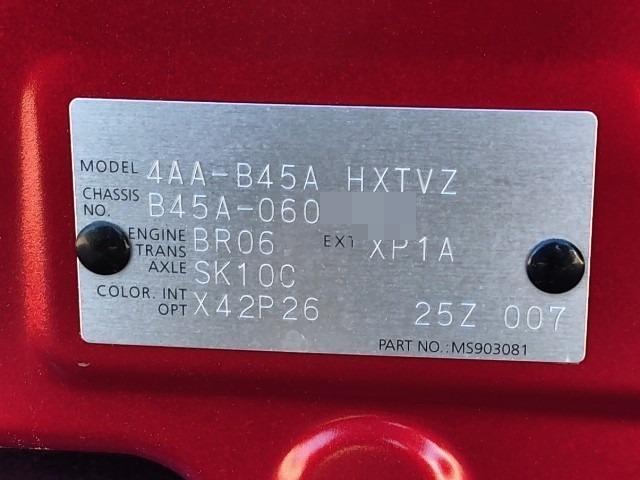 MODEL 4AA-B45A HXTVZ
CHASSIS NO. B45A-060
ENGINE BR06 EXT XP1A
TRANS AXLE SK10C
COLOR. INT OPT X42P26 25Z 007
PART NO.: MS903081